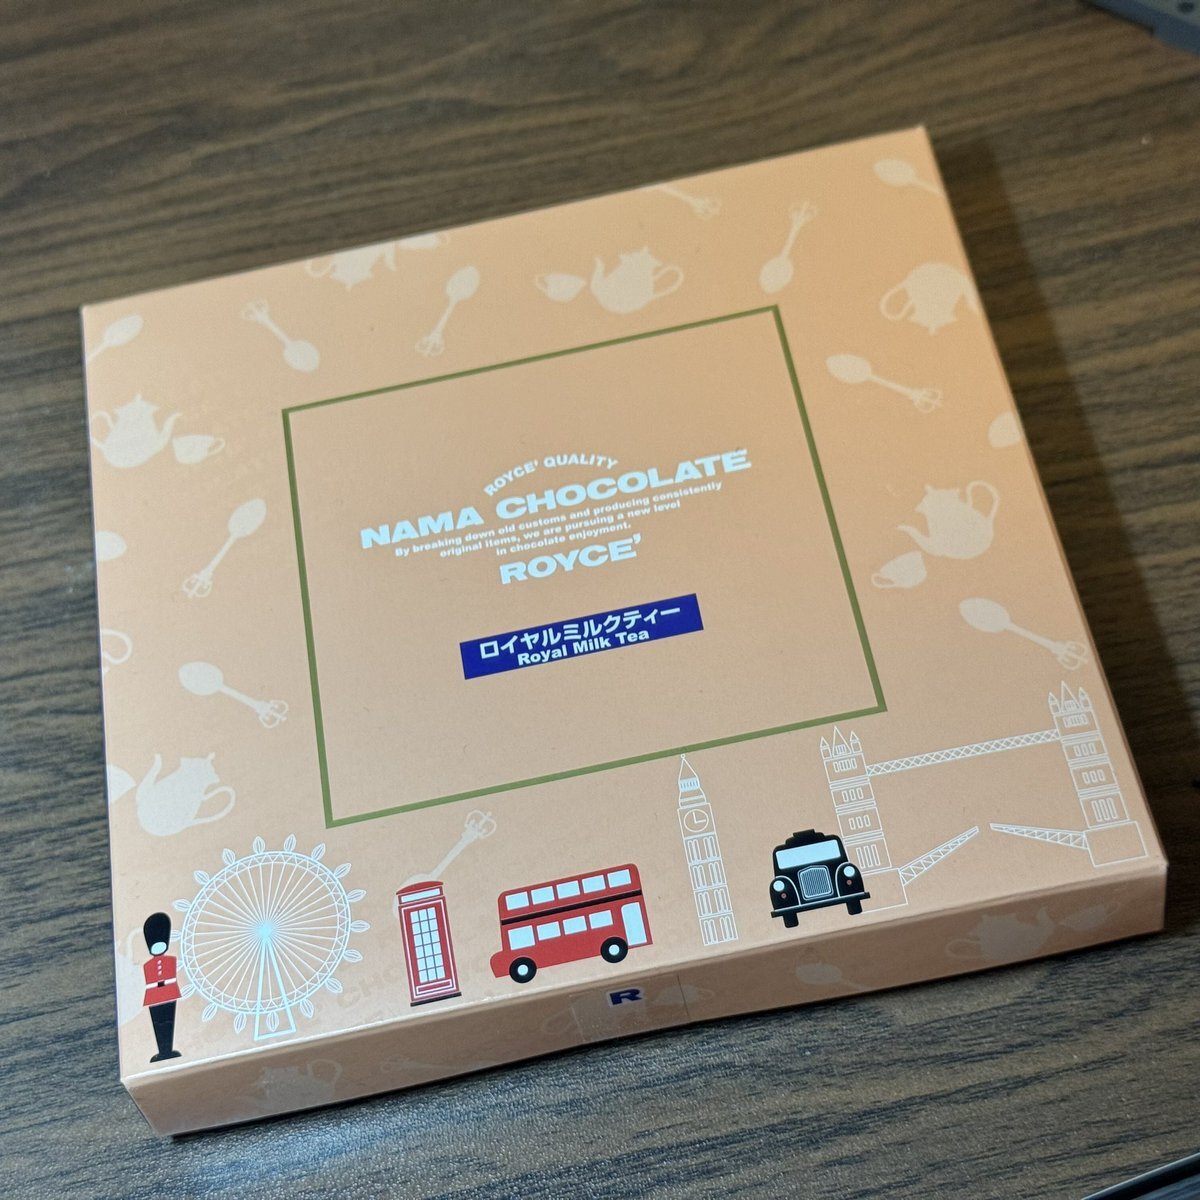 ROYCE' QUALITY
NAMA CHOCOLATE
By breaking down old customs and producing consistently
original items, we are pursuing a new level
in chocolate enjoyment.
ROYCE'
ロイヤルミルクティー
Royal Milk Tea
R